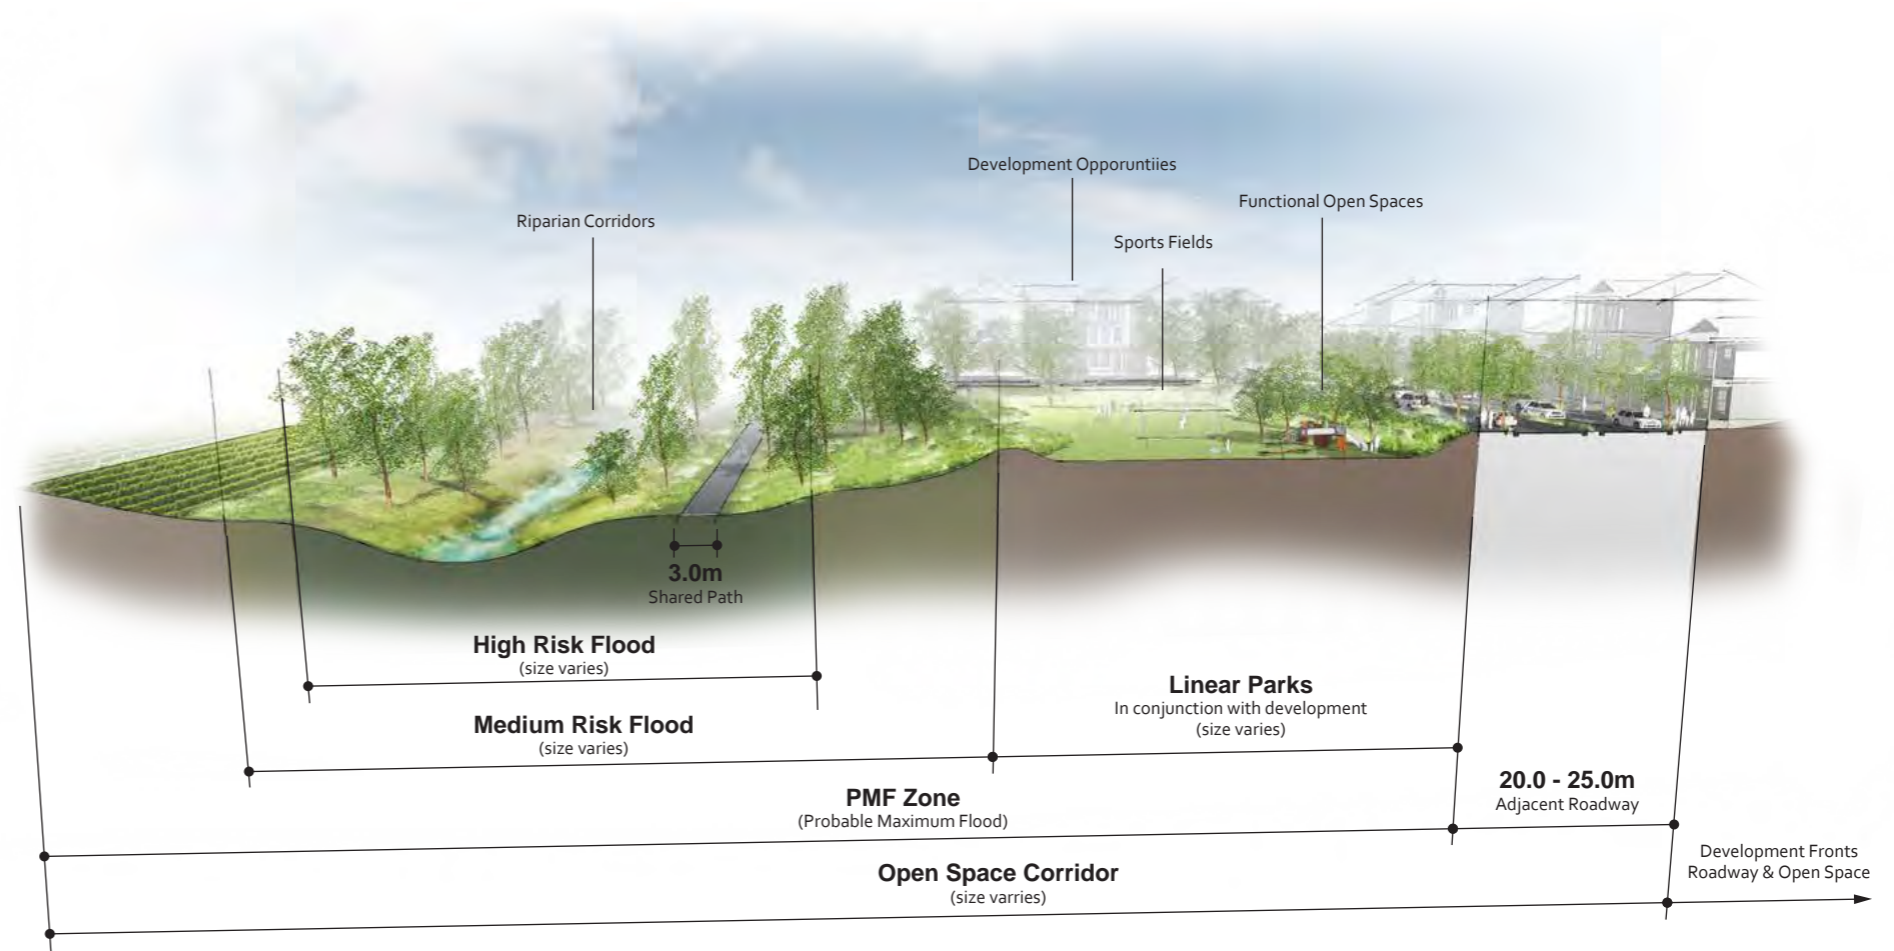 Development Opporuntiies
Functional Open Spaces
Riparian Corridors
Sports Fields
3.0m
Shared Path
High Risk Flood
(size varies)
Linear Parks
In conjunction with development
(size varies)
Medium Risk Flood
(size varies)
20.0 - 25.0m
Adjacent Roadway
PMF Zone
(Probable Maximum Flood)
Development Fronts
Roadway & Open Space
Open Space Corridor
(size varies)